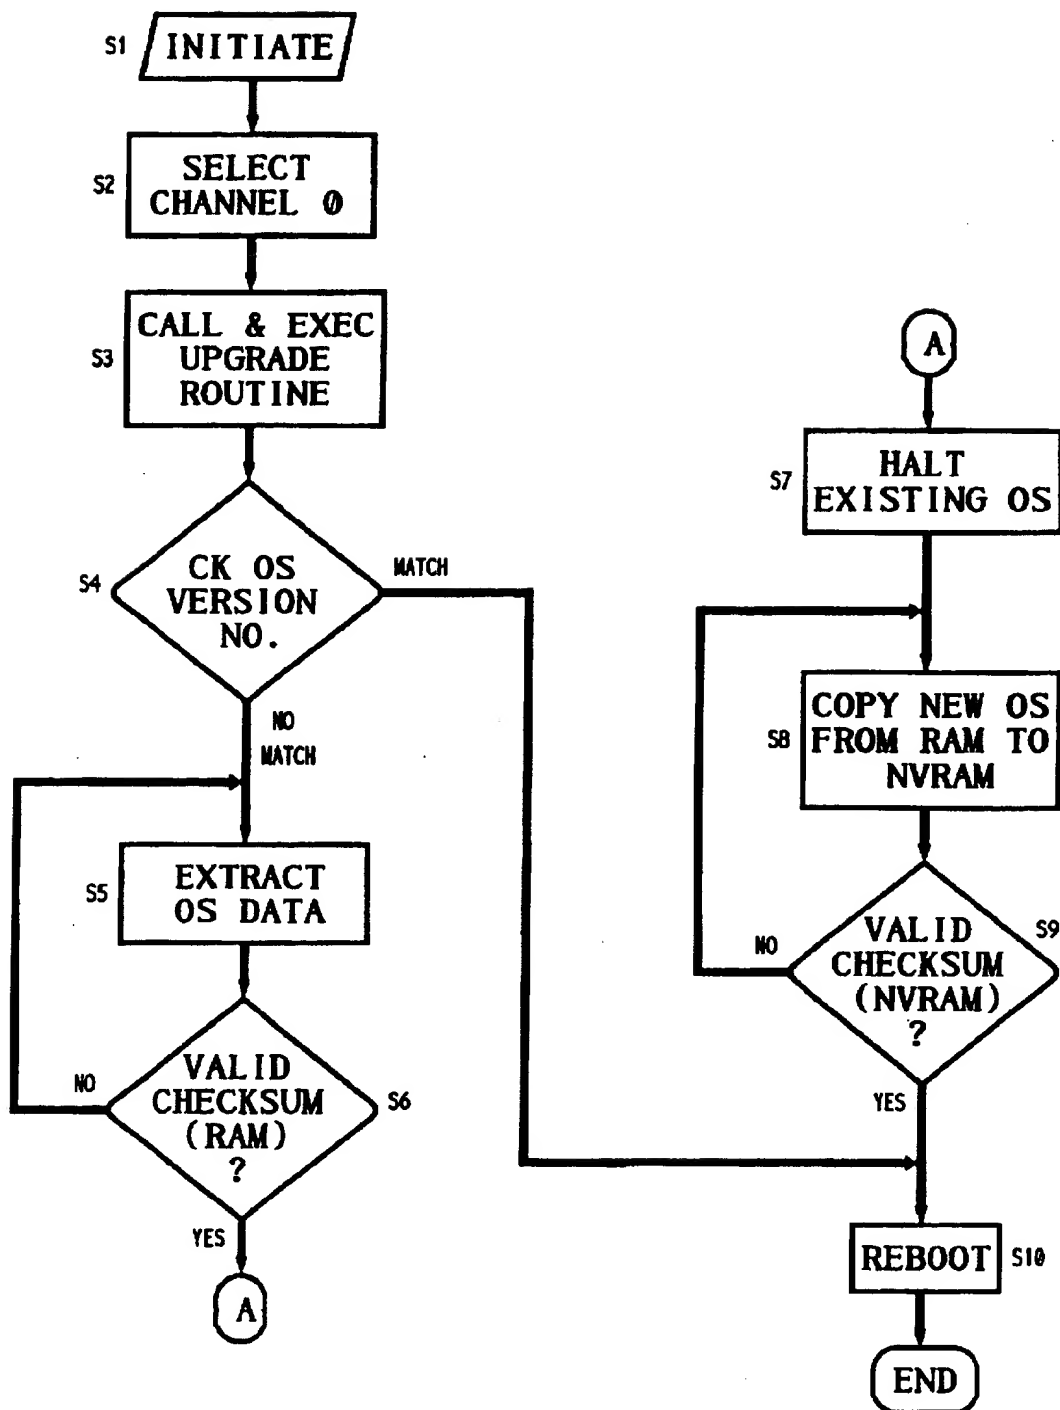 S1
INITIATE
S2
SELECT
CHANNEL 0
S3
CALL & EXEC
UPGRADE
ROUTINE
S4
CK OS
VERSION
NO.
MATCH
NO
MATCH
S5
EXTRACT
OS DATA
NO
VALID
CHECKSUM
(RAM)
?
S6
YES
A
A
S7
HALT
EXISTING OS
S8
COPY NEW OS
FROM RAM TO
NVRAM
NO
VALID
CHECKSUM
(NVRAM)
?
S9
YES
REBOOT
S10
END